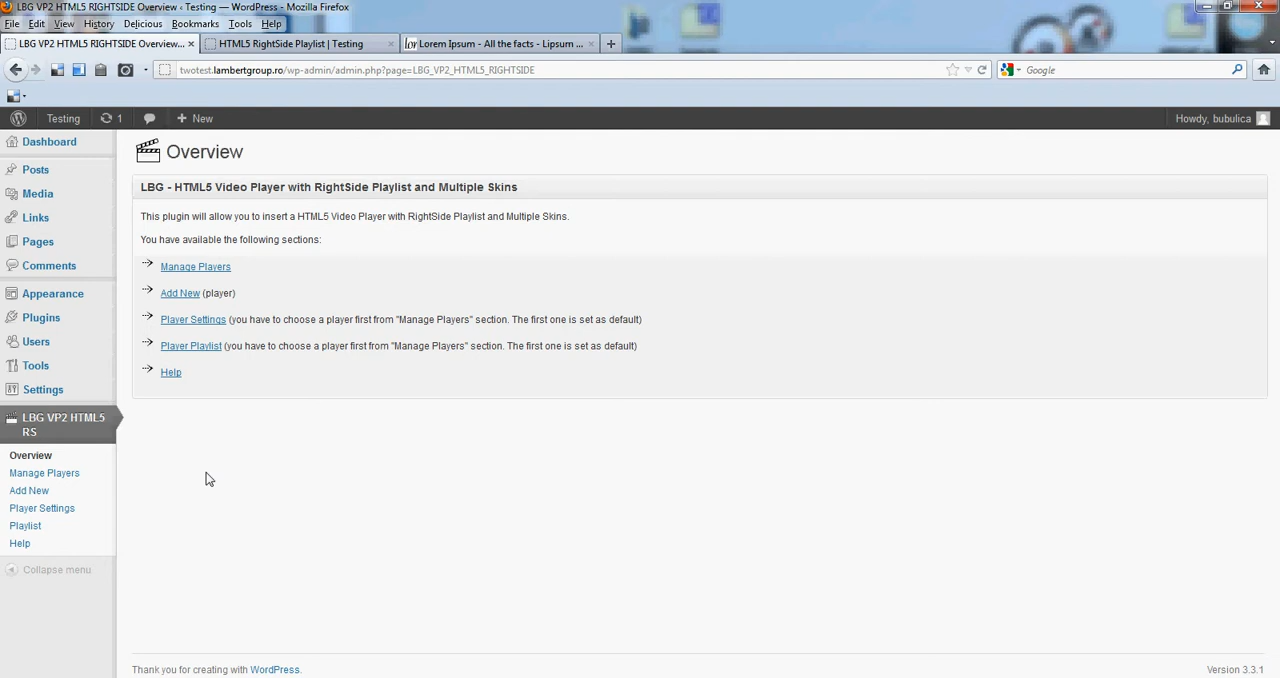 LBG VP2 HTML5 RIGHTSIDE Overview ‹ Testing — WordPress - Mozilla Firefox
File Edit View History Delicious Bookmarks Tools Help
LBG VP2 HTML5 RIGHTSIDE Overview... × HTML5 RightSide Playlist | Testing × Lorem Ipsum - All the facts - Lipsum ... ×
twotest.lambertgroup.ro/wp-admin/admin.php?page=LBG_VP2_HTML5_RIGHTSIDE Google
Testing 1 New Howdy, bubulica
Dashboard
Posts
Media
Links
Pages
Comments
Appearance
Plugins
Users
Tools
Settings
LBG VP2 HTML5
RS
Overview
Manage Players
Add New
Player Settings
Playlist
Help
Collapse menu
Overview
LBG - HTML5 Video Player with RightSide Playlist and Multiple Skins
This plugin will allow you to insert a HTML5 Video Player with RightSide Playlist and Multiple Skins.
You have available the following sections:
Manage Players
Add New (player)
Player Settings (you have to choose a player first from "Manage Players" section. The first one is set as default)
Player Playlist (you have to choose a player first from "Manage Players" section. The first one is set as default)
Help
Thank you for creating with WordPress. Version 3.3.1